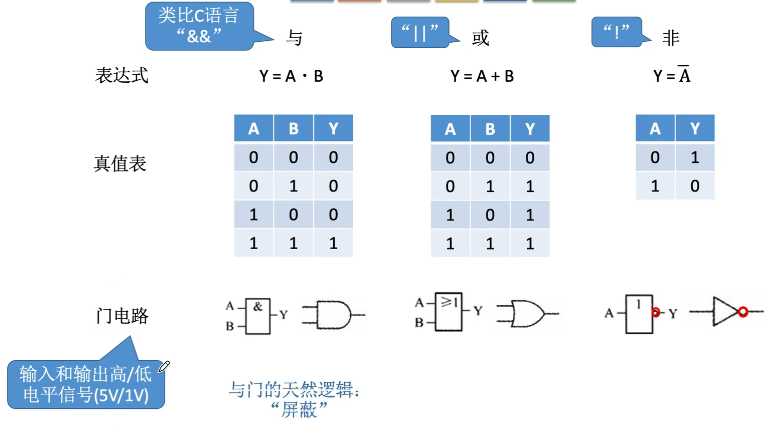 类比C语言
“&&”
与
“||”
或
“!”
非
表达式
Y = A · B
Y = A + B
Y = A̅
真值表
A B Y
0 0 0
0 1 0
1 0 0
1 1 1
A B Y
0 0 0
0 1 1
1 0 1
1 1 1
A Y
0 1
1 0
门电路
A
B
&
Y
A
B
≥1
Y
A
1
Y
输入和输出高/低
电平信号(5V/1V)
与门的天然逻辑：
“屏蔽”